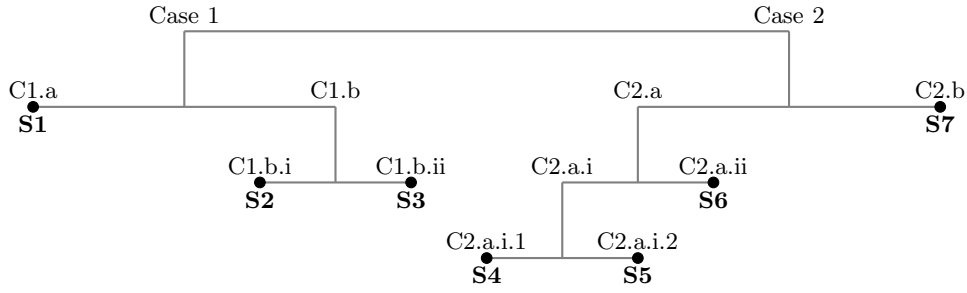 Case 1 Case 2
C1.a C1.b C2.a C2.b
S1 S7
C1.b.i C1.b.ii C2.a.i C2.a.ii
S2 S3 S6
C2.a.i.1 C2.a.i.2
S4 S5